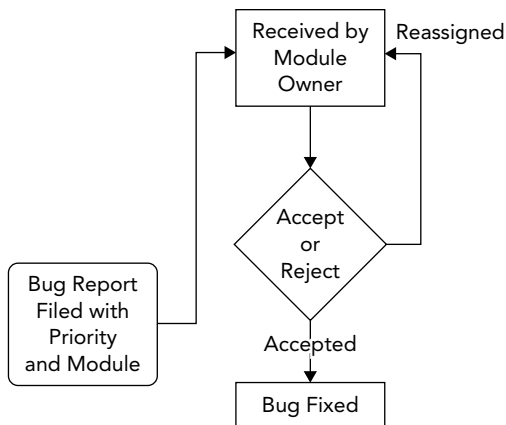 Received by
Module
Owner
Reassigned
Accept
or
Reject
Bug Report
Filed with
Priority
and Module
Accepted
Bug Fixed